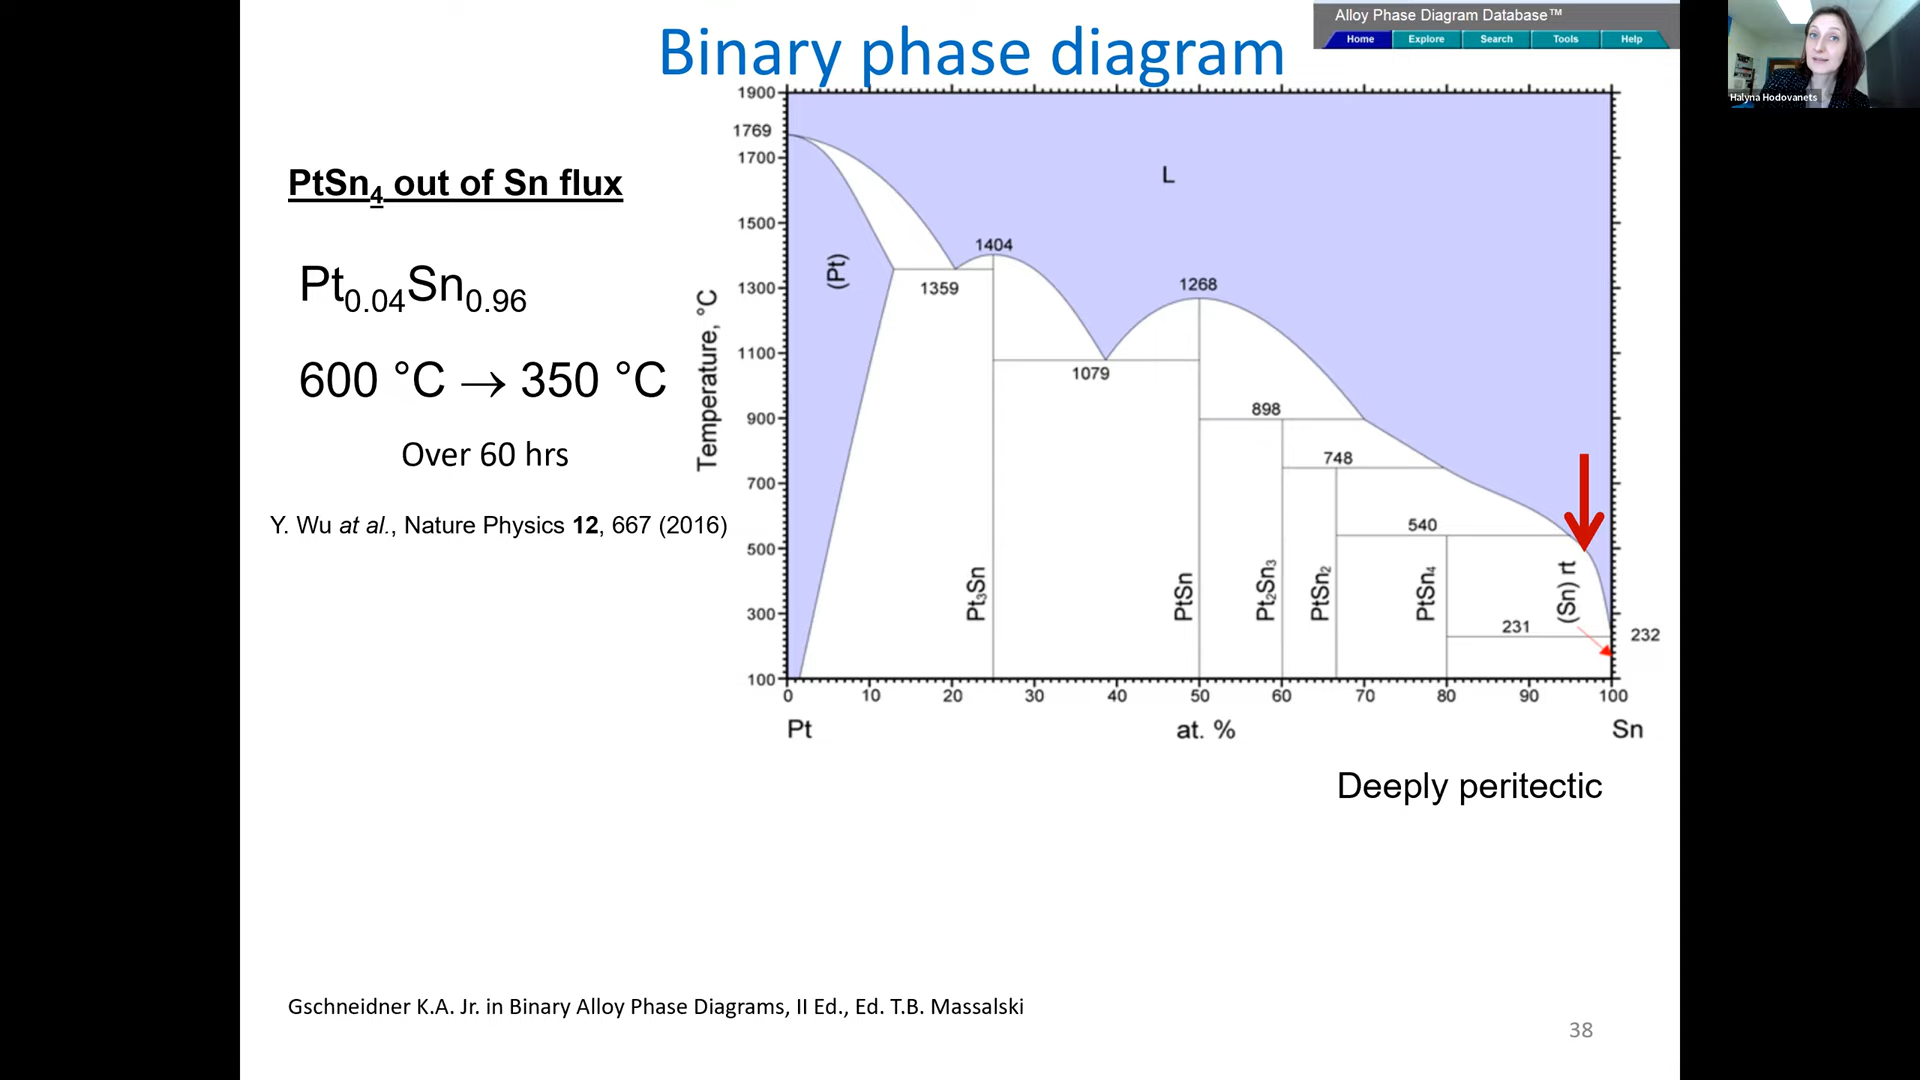 Binary phase diagram
Alloy Phase Diagram Database™
Home Explore Search Tools Help
Halyna Hodovanets
PtSn4 out of Sn flux
Pt0.04Sn0.96
600 °C → 350 °C
Over 60 hrs
Y. Wu at al., Nature Physics 12, 667 (2016)
Temperature, °C
1900
1769
1700
1500
1300
1100
900
700
500
300
100
L
(Pt)
1404
1359
1268
1079
898
748
540
231
232
Pt3Sn
PtSn
Pt2Sn3
PtSn2
PtSn4
(Sn) rt
0 10 20 30 40 50 60 70 80 90 100
Pt at. % Sn
Deeply peritectic
Gschneidner K.A. Jr. in Binary Alloy Phase Diagrams, II Ed., Ed. T.B. Massalski
38